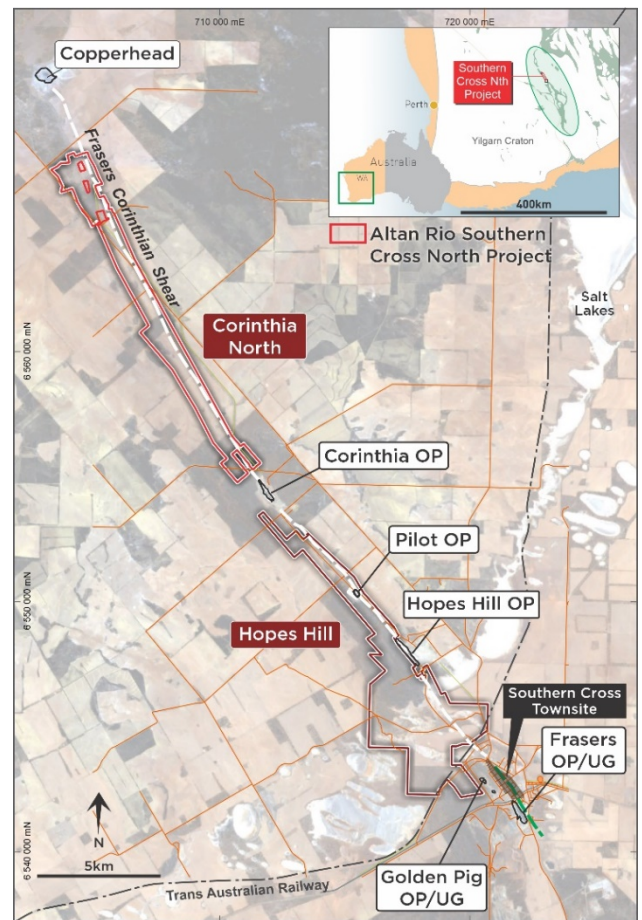 710 000 mE
720 000 mE
Copperhead
Southern
Cross Nth
Project
Perth
Yilgarn Craton
Australia
WA
400km
Altan Rio Southern
Cross North Project
Frasers Corinthian Shear
Salt
Lakes
Corinthia
North
6 560 000 mN
Corinthia OP
Pilot OP
6 550 000 mN
Hopes Hill OP
Hopes Hill
Southern Cross
Townsite
Frasers
OP/UG
N
5km
6 540 000 mN
Golden Pig
OP/UG
Trans Australian Railway